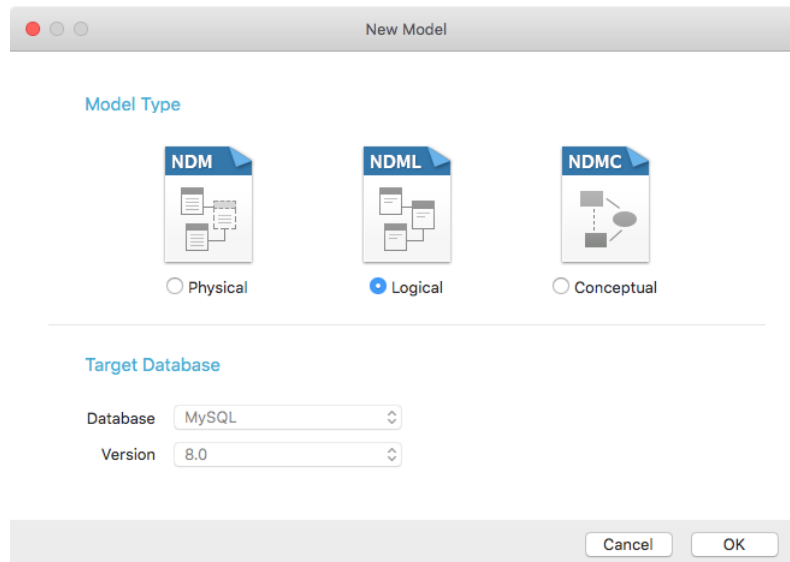 New Model
Model Type
NDM NDML NDMC
Physical Logical Conceptual
Target Database
Database MySQL
Version 8.0
Cancel OK